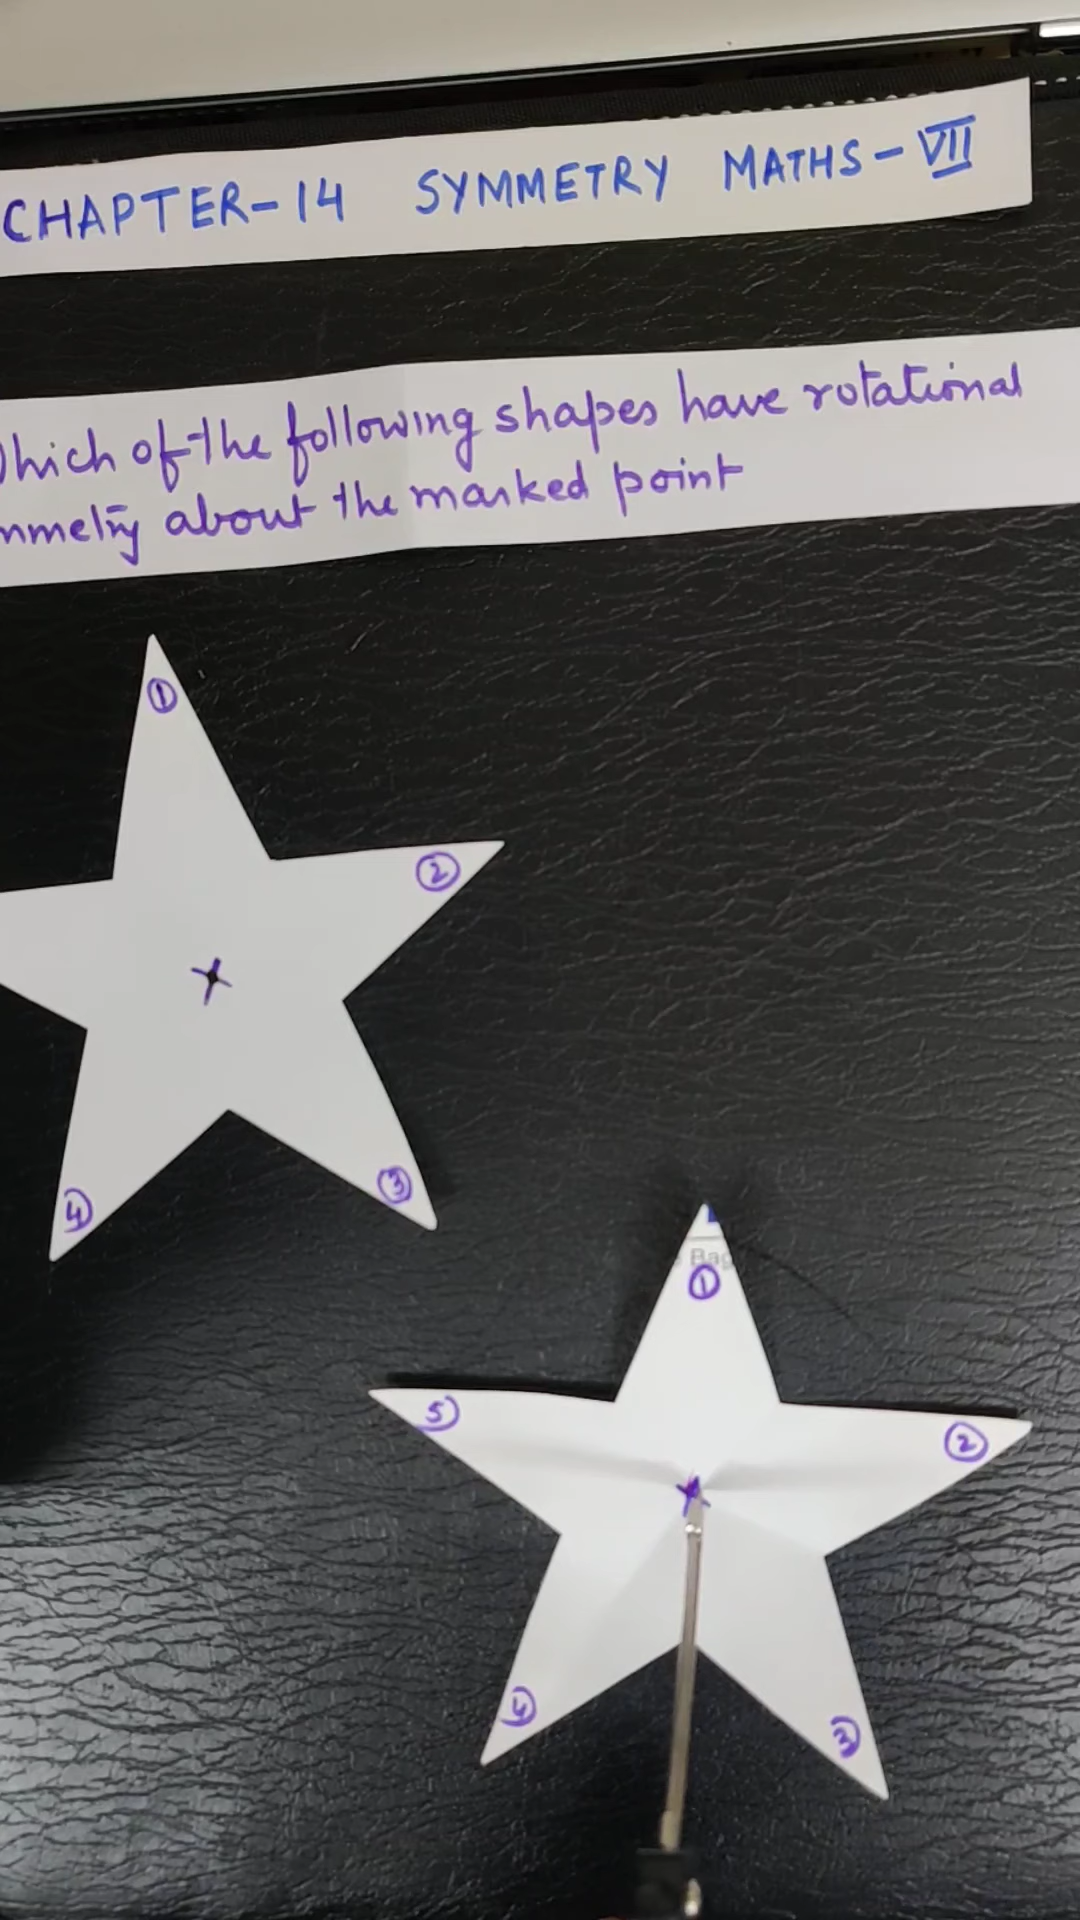 CHAPTER-14 SYMMETRY MATHS-VII
hich of the following shapes have rotational
mmetry about the marked point
①
②
③
④
Bag
①
⑤
②
④
③